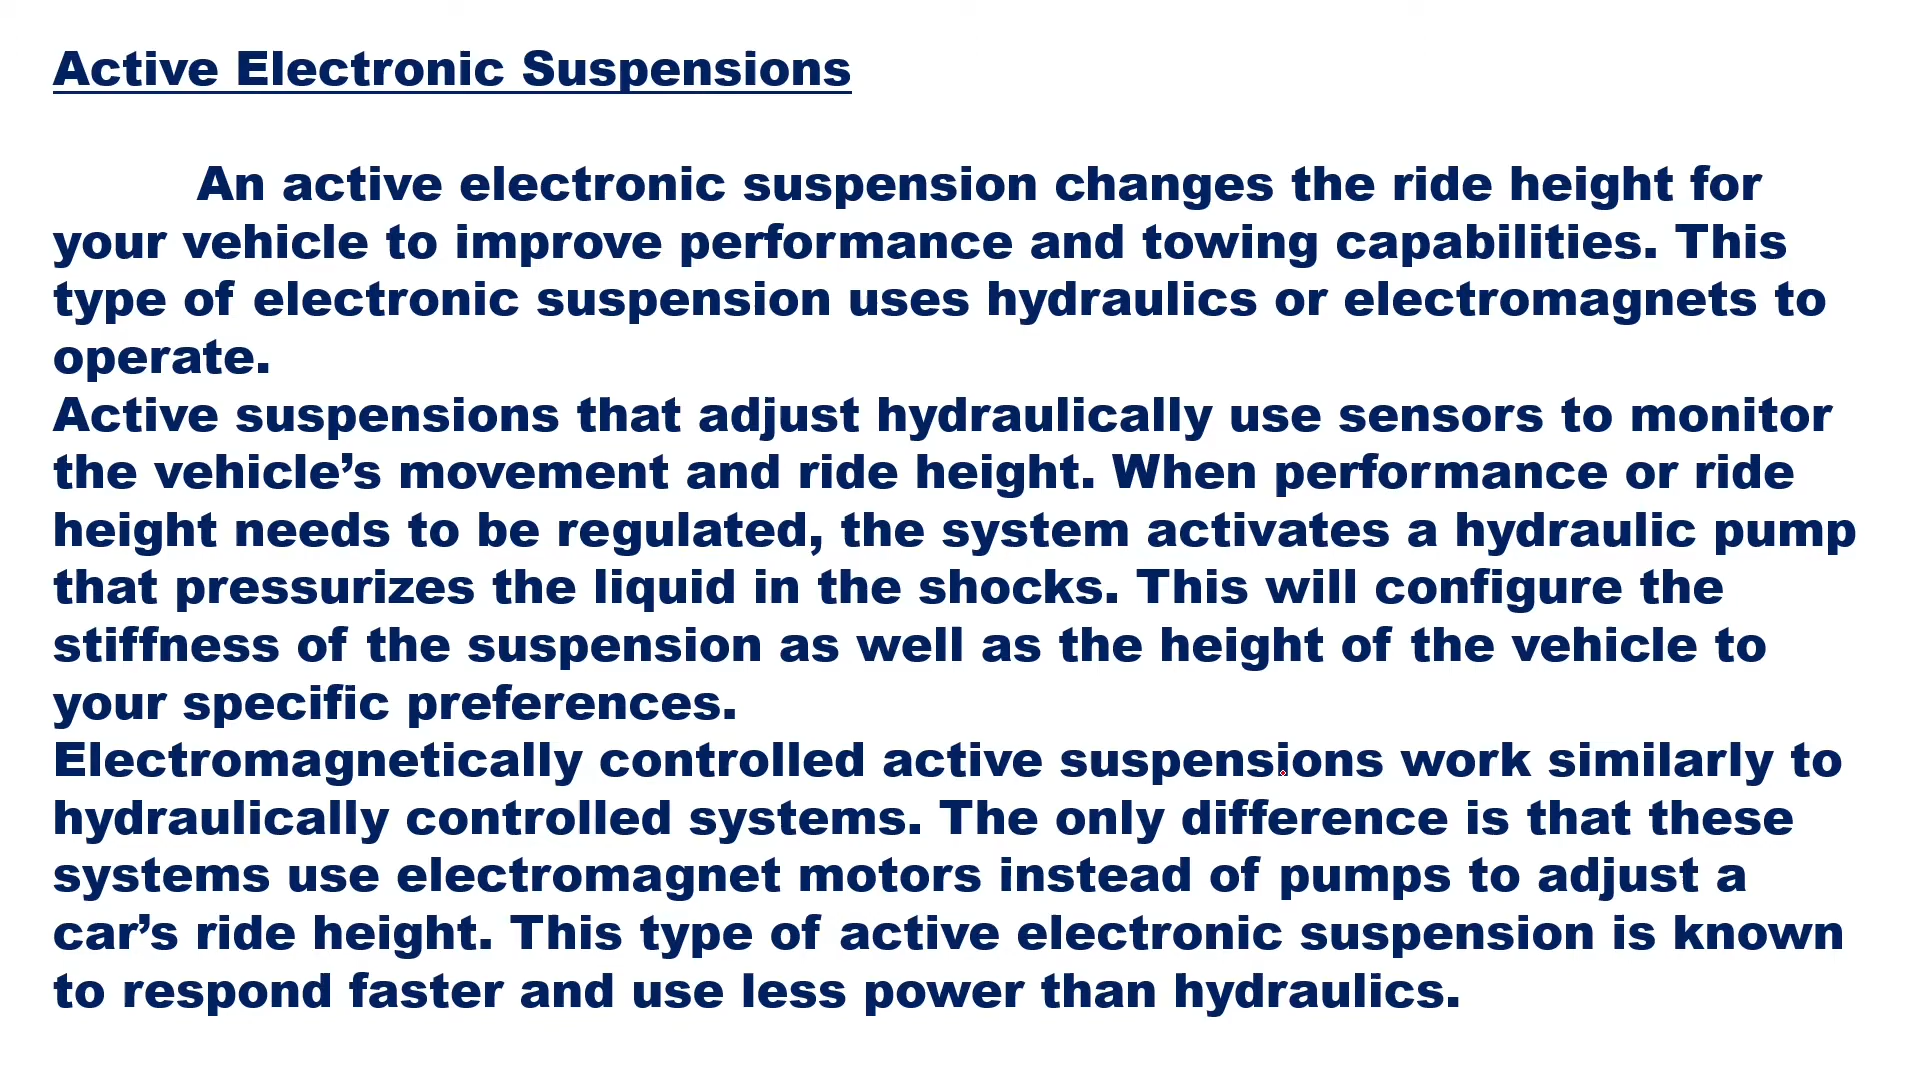 Active Electronic Suspensions
An active electronic suspension changes the ride height for
your vehicle to improve performance and towing capabilities. This
type of electronic suspension uses hydraulics or electromagnets to
operate.
Active suspensions that adjust hydraulically use sensors to monitor
the vehicle’s movement and ride height. When performance or ride
height needs to be regulated, the system activates a hydraulic pump
that pressurizes the liquid in the shocks. This will configure the
stiffness of the suspension as well as the height of the vehicle to
your specific preferences.
Electromagnetically controlled active suspensions work similarly to
hydraulically controlled systems. The only difference is that these
systems use electromagnet motors instead of pumps to adjust a
car’s ride height. This type of active electronic suspension is known
to respond faster and use less power than hydraulics.